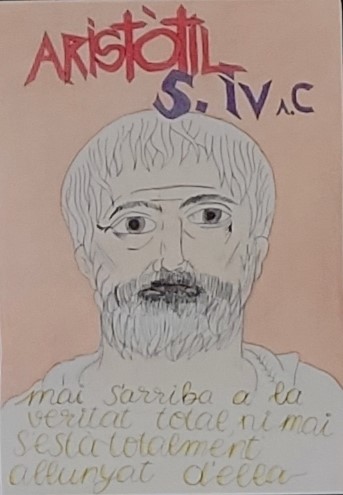 ARISTÒTIL
S. IV A.C
mai s'arriba a la
veritat total, ni mai
s'està totalment
allunyat d'ella